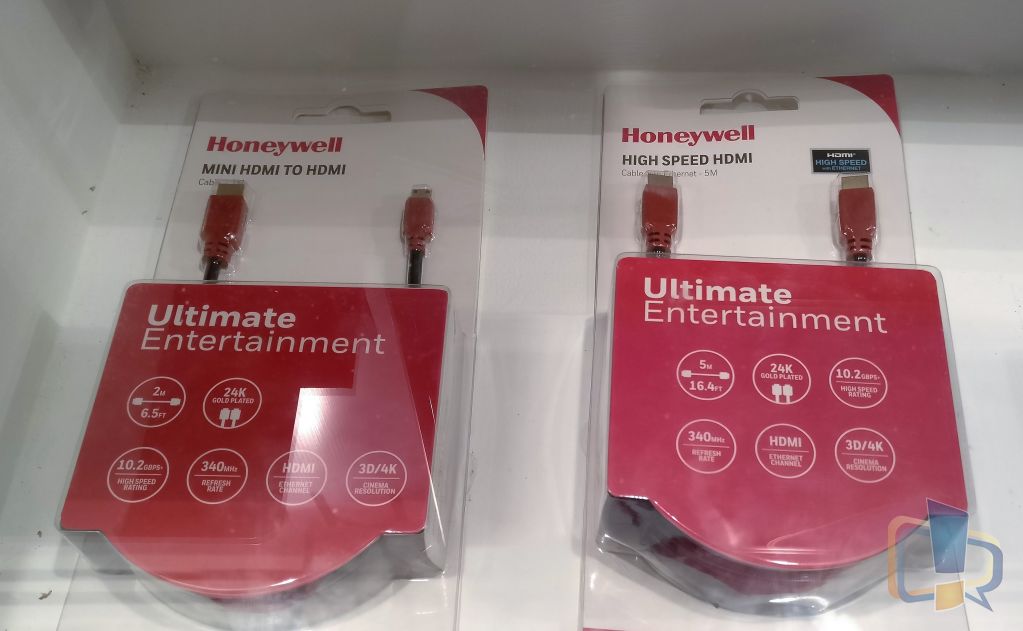 Honeywell
MINI HDMI TO HDMI
Ultimate
Entertainment
2M
6.5FT
24K
GOLD PLATED
10.2GBPS+
HIGH SPEED
RATING
340MHz
REFRESH
RATE
HDMI
ETHERNET
CHANNEL
3D/4K
CINEMA
RESOLUTION
Honeywell
HIGH SPEED HDMI
Cable Ethernet - 5M
HDMI
HIGH SPEED
with ETHERNET
Ultimate
Entertainment
5M
16.4FT
24K
GOLD PLATED
10.2GBPS+
HIGH SPEED
RATING
340MHz
REFRESH
RATE
HDMI
ETHERNET
CHANNEL
3D/4K
CINEMA
RESOLUTION